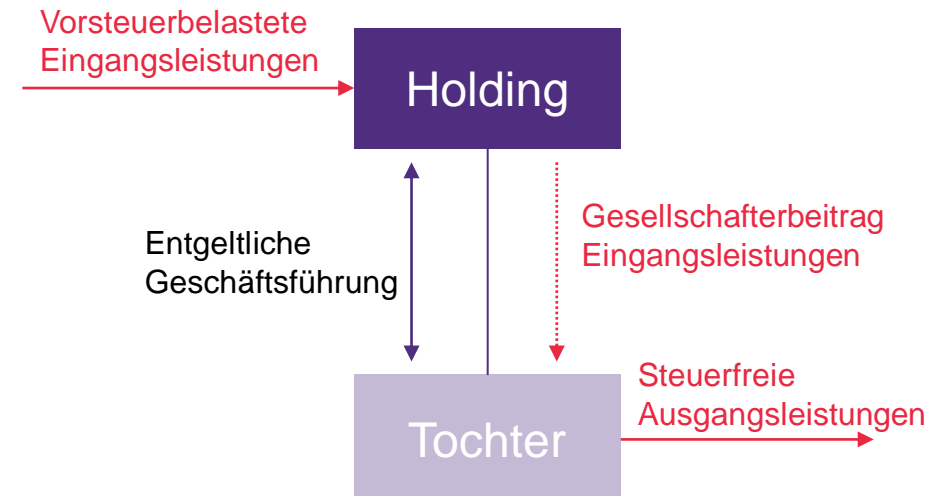 Vorsteuerbelastete
Eingangsleistungen
Holding
Entgeltliche
Geschäftsführung
Gesellschafterbeitrag
Eingangsleistungen
Steuerfreie
Ausgangsleistungen
Tochter